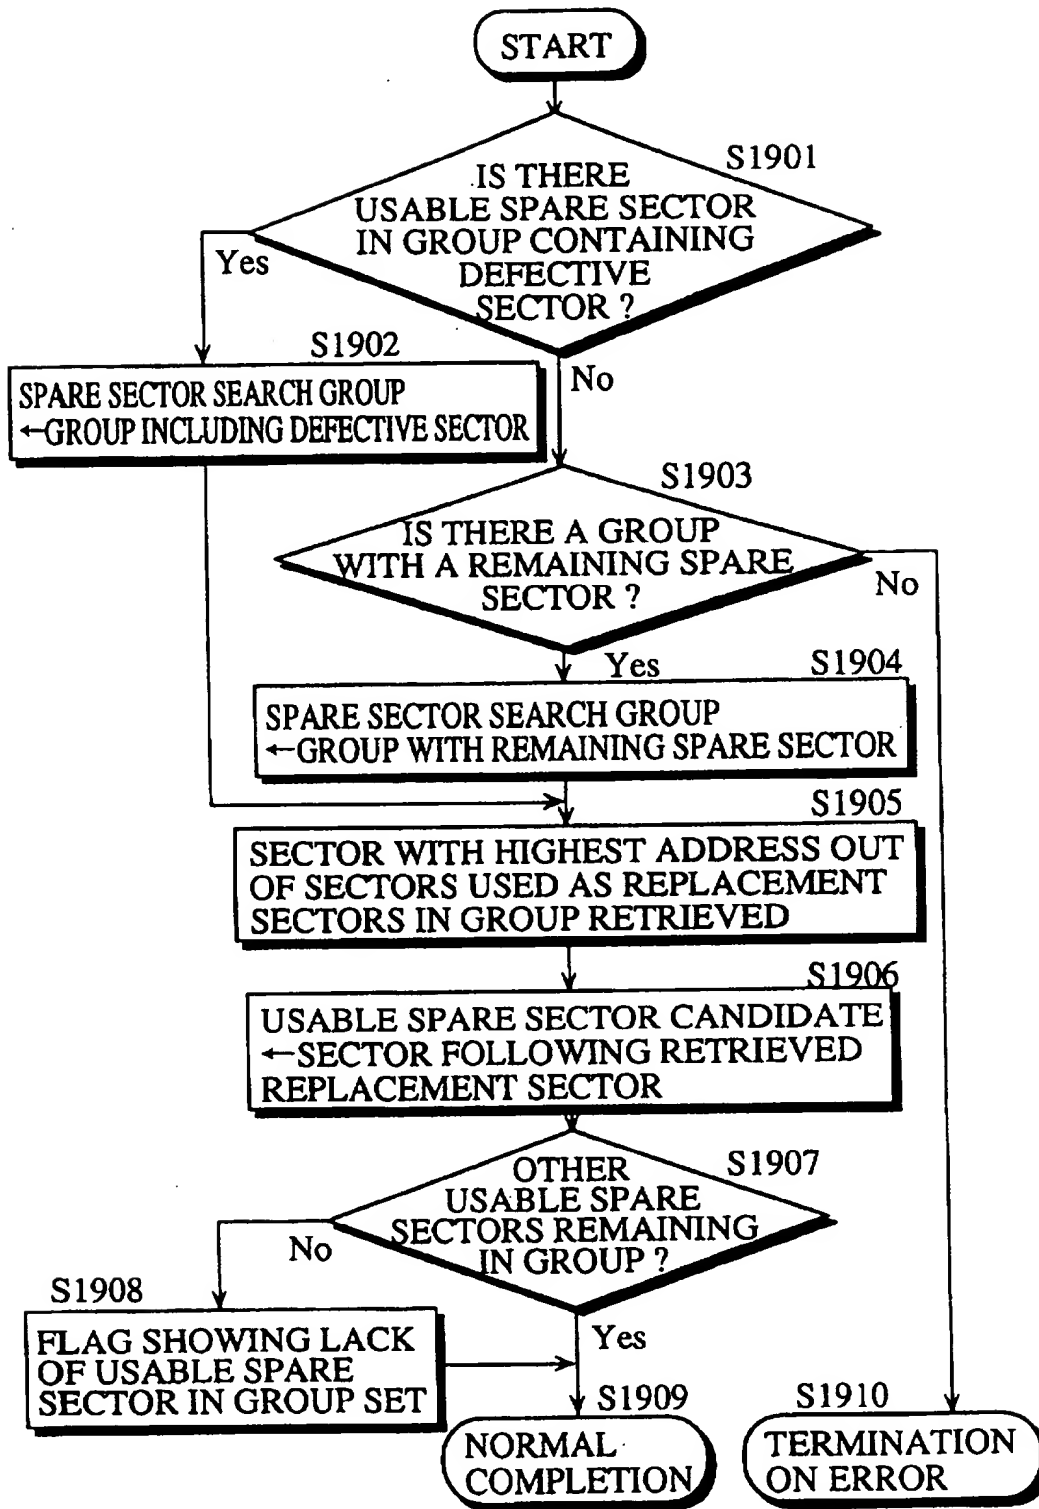 START
S1901
IS THERE
USABLE SPARE SECTOR
IN GROUP CONTAINING
DEFECTIVE
SECTOR ?
Yes
No
S1902
SPARE SECTOR SEARCH GROUP
←GROUP INCLUDING DEFECTIVE SECTOR
S1903
IS THERE A GROUP
WITH A REMAINING SPARE
SECTOR ?
No
Yes
S1904
SPARE SECTOR SEARCH GROUP
←GROUP WITH REMAINING SPARE SECTOR
S1905
SECTOR WITH HIGHEST ADDRESS OUT
OF SECTORS USED AS REPLACEMENT
SECTORS IN GROUP RETRIEVED
S1906
USABLE SPARE SECTOR CANDIDATE
←SECTOR FOLLOWING RETRIEVED
REPLACEMENT SECTOR
S1907
OTHER
USABLE SPARE
SECTORS REMAINING
IN GROUP ?
No
Yes
S1908
FLAG SHOWING LACK
OF USABLE SPARE
SECTOR IN GROUP SET
S1909
NORMAL
COMPLETION
S1910
TERMINATION
ON ERROR